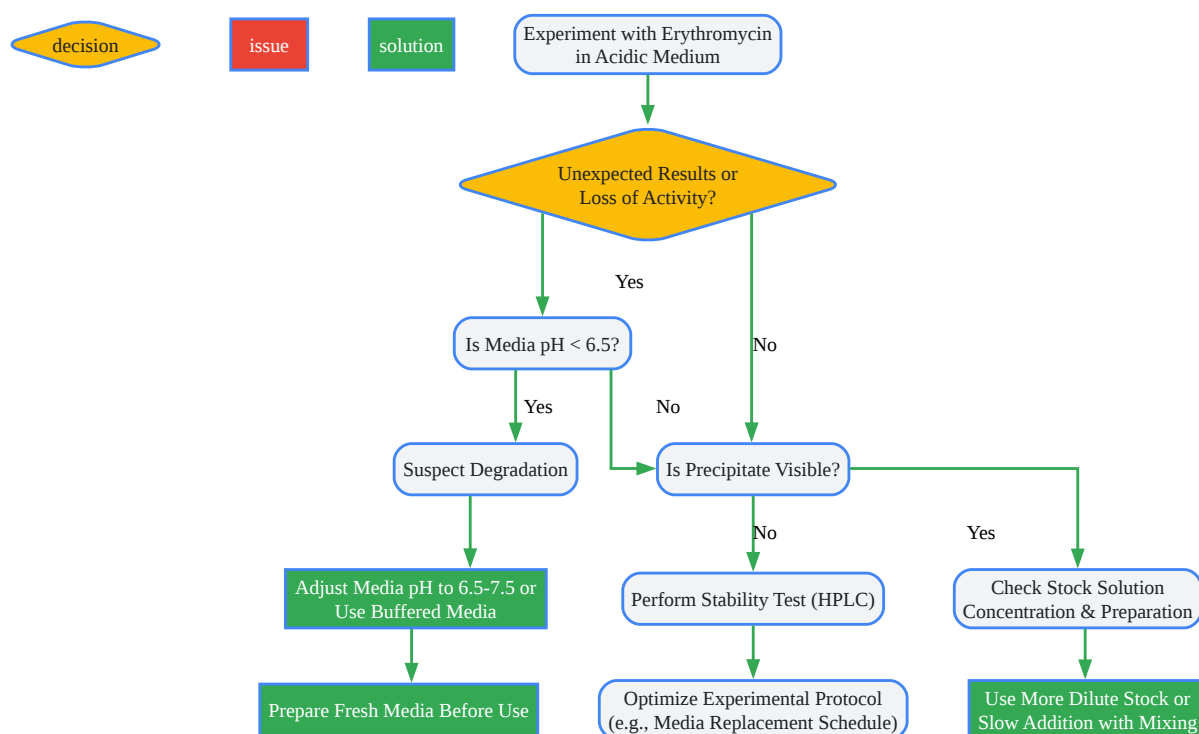 decision
issue
solution
Experiment with Erythromycin
in Acidic Medium
Unexpected Results or
Loss of Activity?
Yes
Is Media pH < 6.5?
No
Yes
No
Suspect Degradation
Is Precipitate Visible?
No
Yes
Adjust Media pH to 6.5-7.5 or
Use Buffered Media
Perform Stability Test (HPLC)
Check Stock Solution
Concentration & Preparation
Prepare Fresh Media Before Use
Optimize Experimental Protocol
(e.g., Media Replacement Schedule)
Use More Dilute Stock or
Slow Addition with Mixing